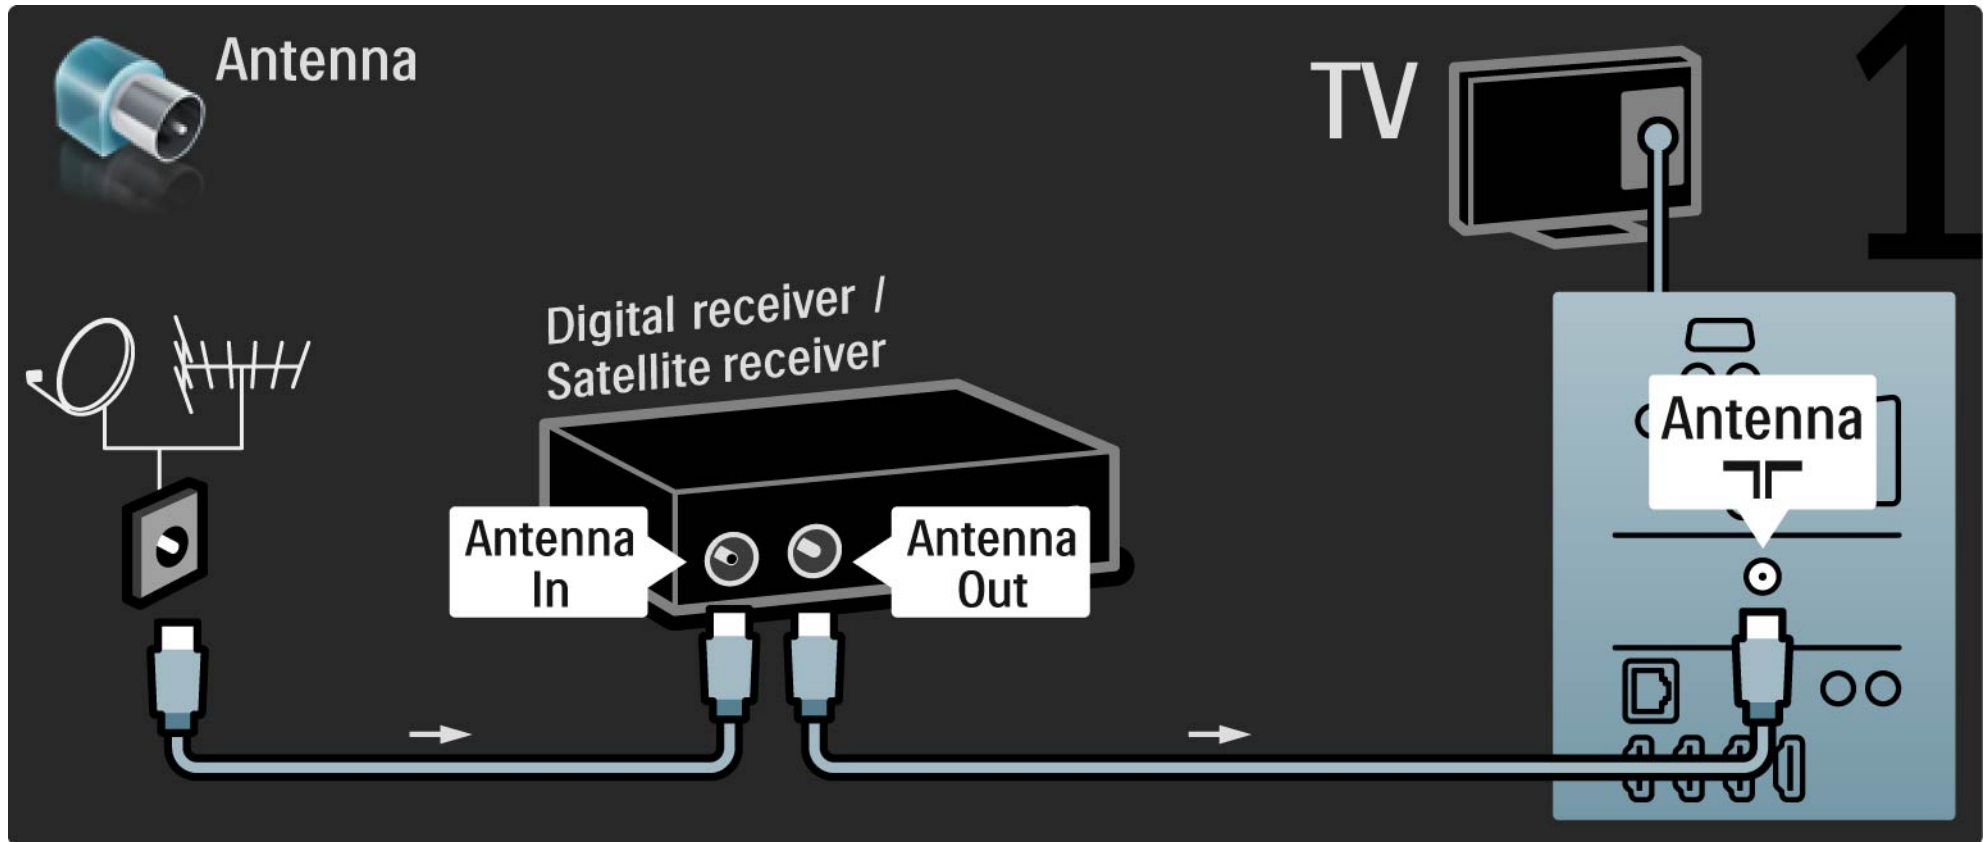 Antenna
TV
1
Digital receiver /
Satellite receiver
Antenna
Antenna
In
Antenna
Out